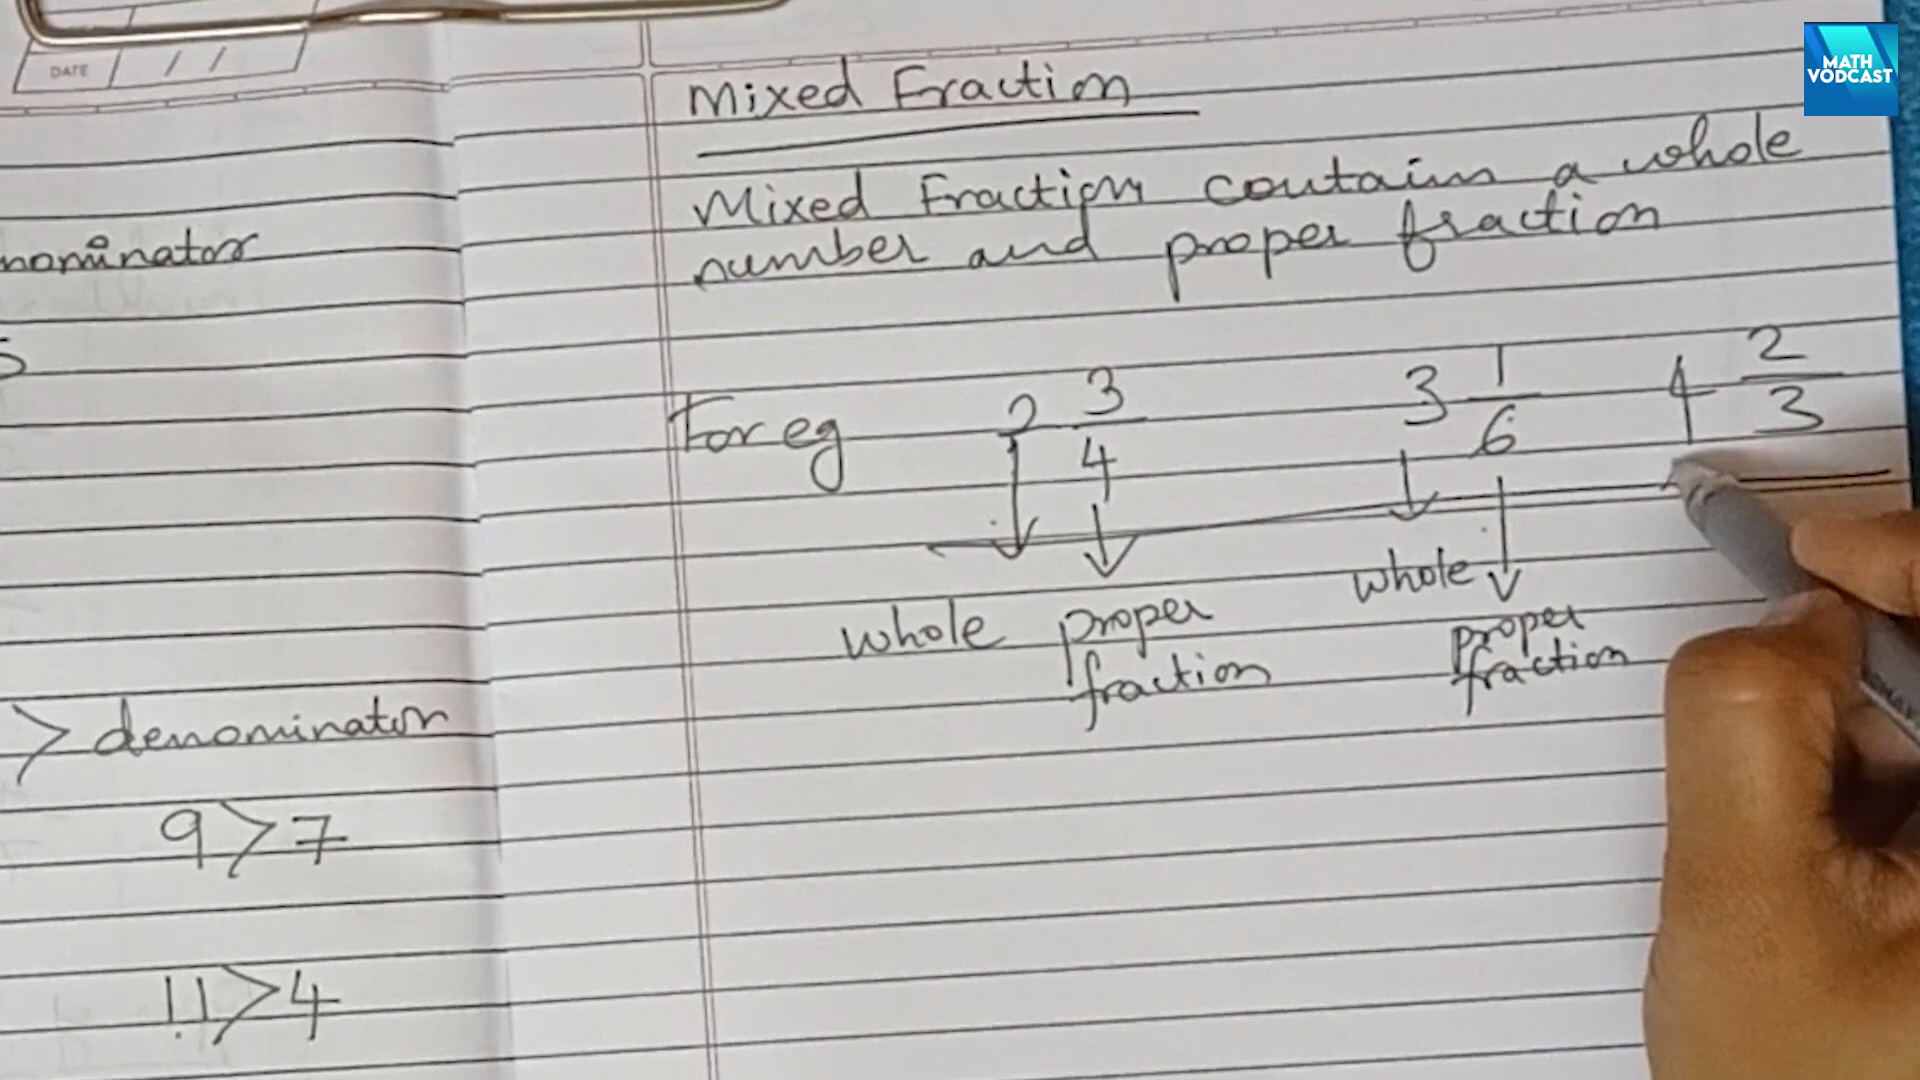 MATH
VODCAST
DATE / /
Mixed Fraction
Mixed Fraction contains a whole
number and proper fraction
For eg 2 3/4 3 1/6 4 2/3
whole proper fraction
whole proper fraction
nominator
5
> denominator
9 > 7
11 > 4